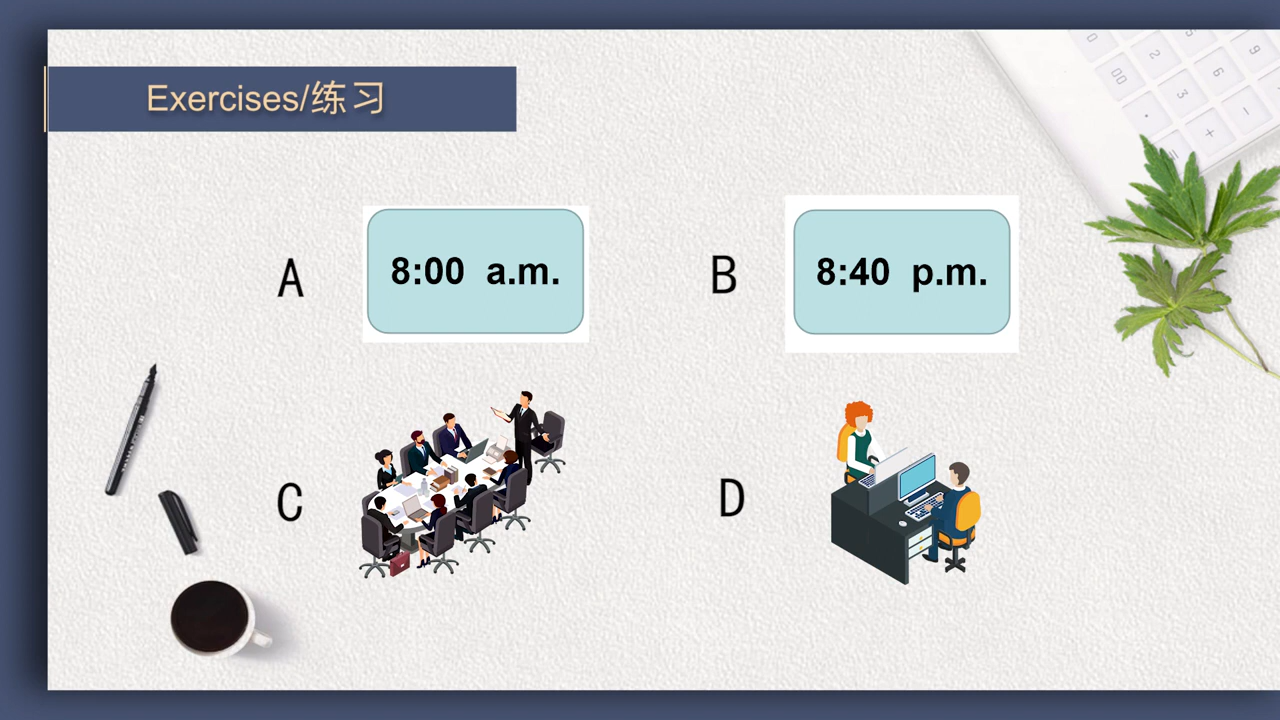 Exercises/练习
A
8:00 a.m.
B
8:40 p.m.
C
D